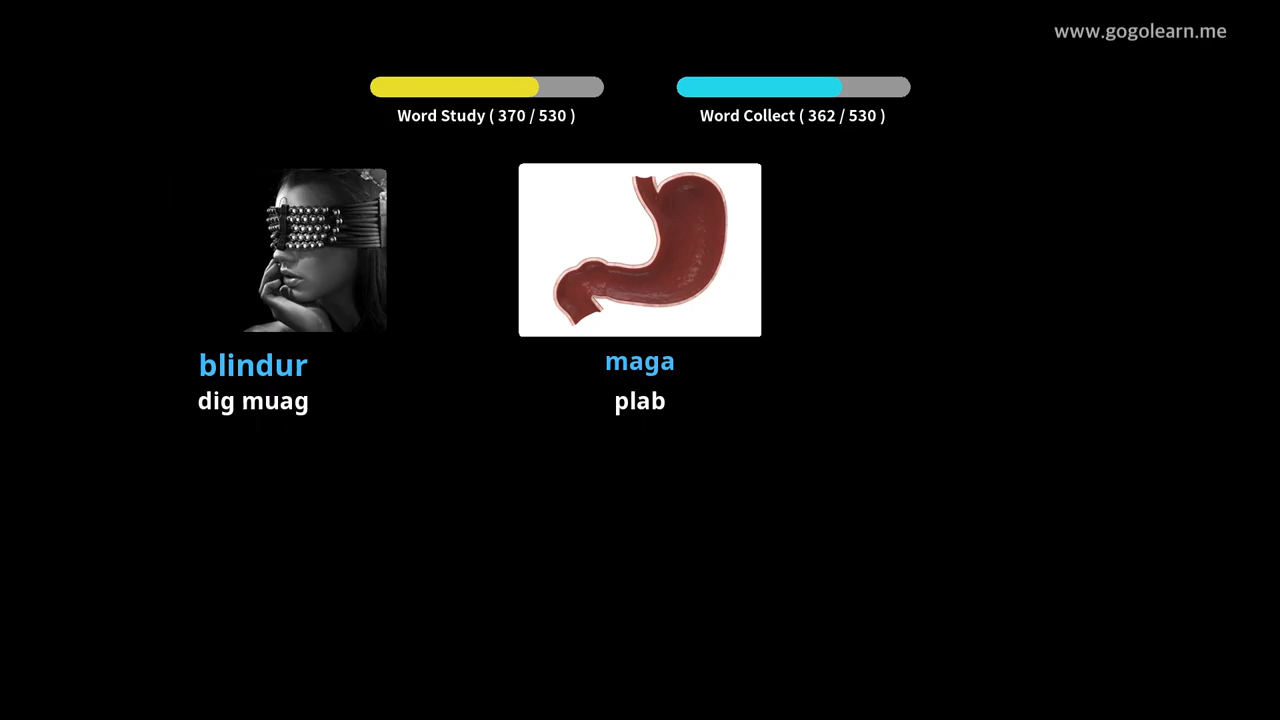 www.gogolearn.me
Word Study ( 370 / 530 )
Word Collect ( 362 / 530 )
blindur
dig muag
maga
plab